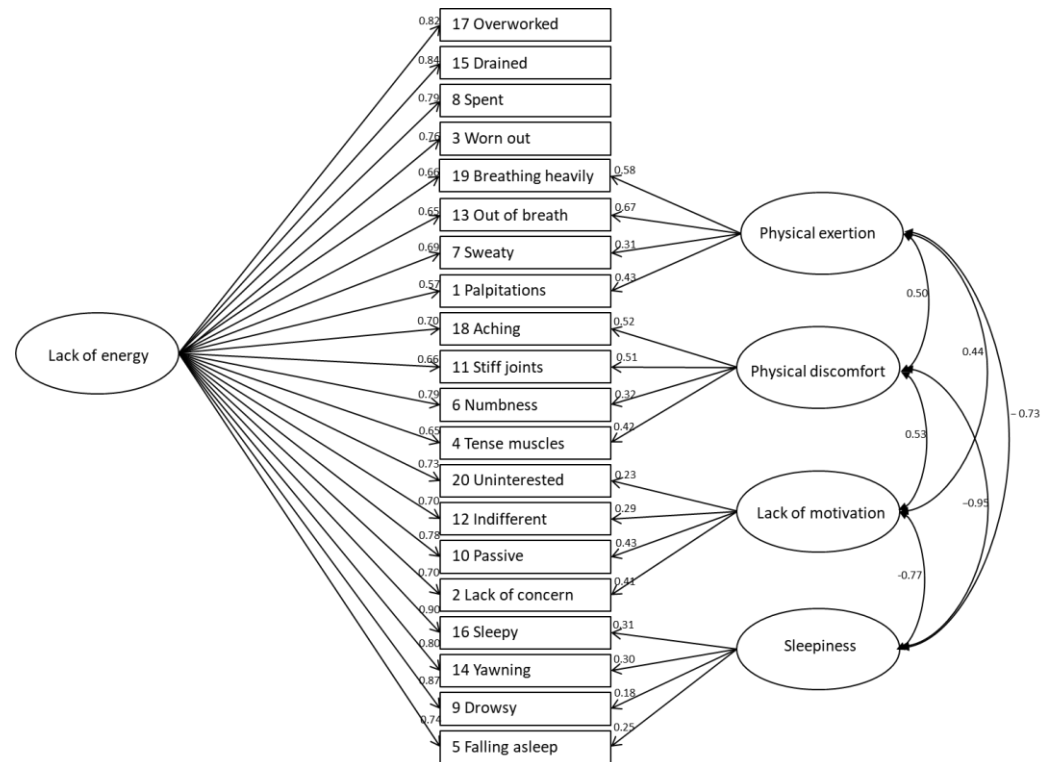 0.82
17 Overworked
0.84
15 Drained
0.79
8 Spent
0.76
3 Worn out
0.66
19 Breathing heavily
0.58
0.65
13 Out of breath
0.67
Physical exertion
0.69
7 Sweaty
0.31
0.57
1 Palpitations
0.43
0.50
0.70
18 Aching
0.52
Lack of energy
0.66
11 Stiff joints
0.51
Physical discomfort
0.44
0.79
6 Numbness
0.32
– 0.73
0.65
4 Tense muscles
0.42
0.53
0.73
20 Uninterested
0.23
0.70
12 Indifferent
0.29
Lack of motivation
–0.95
0.78
10 Passive
0.43
0.70
2 Lack of concern
0.41
-0.77
0.90
16 Sleepy
0.31
Sleepiness
0.80
14 Yawning
0.30
0.87
9 Drowsy
0.18
0.74
5 Falling asleep
0.25